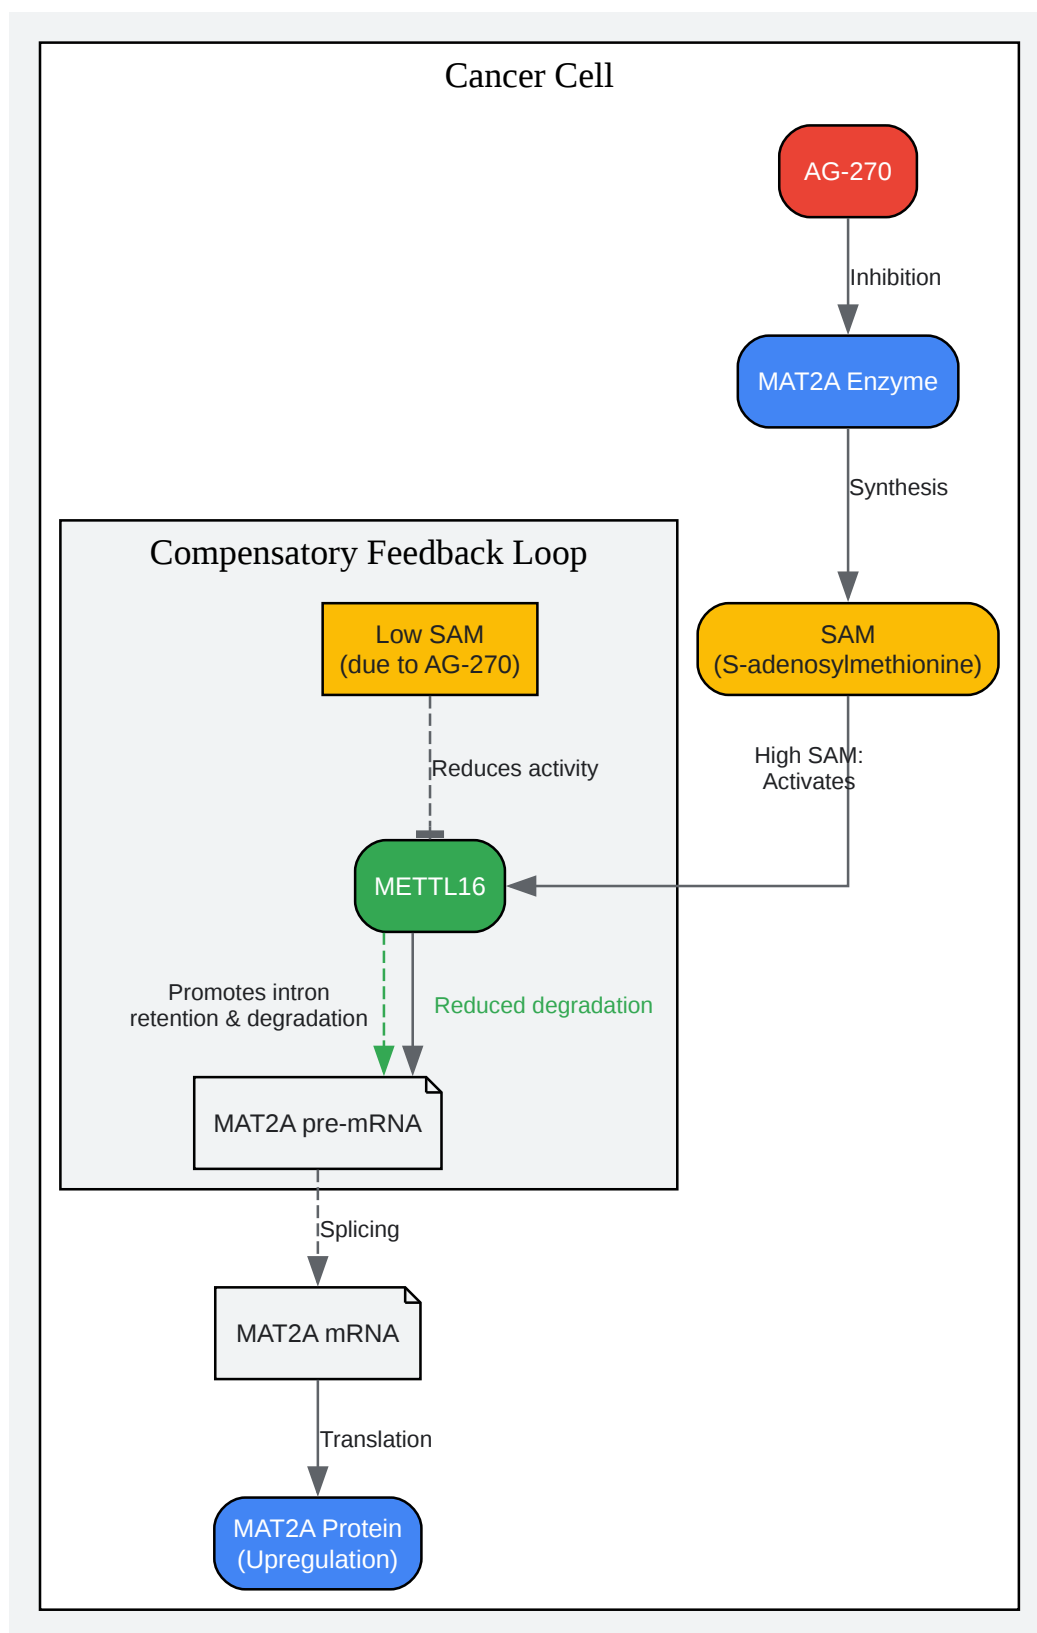 Cancer Cell
AG-270
Inhibition
MAT2A Enzyme
Synthesis
Compensatory Feedback Loop
Low SAM
(due to AG-270)
SAM
(S-adenosylmethionine)
Reduces activity
High SAM:
Activates
METTL16
Promotes intron
retention & degradation
Reduced degradation
MAT2A pre-mRNA
Splicing
MAT2A mRNA
Translation
MAT2A Protein
(Upregulation)